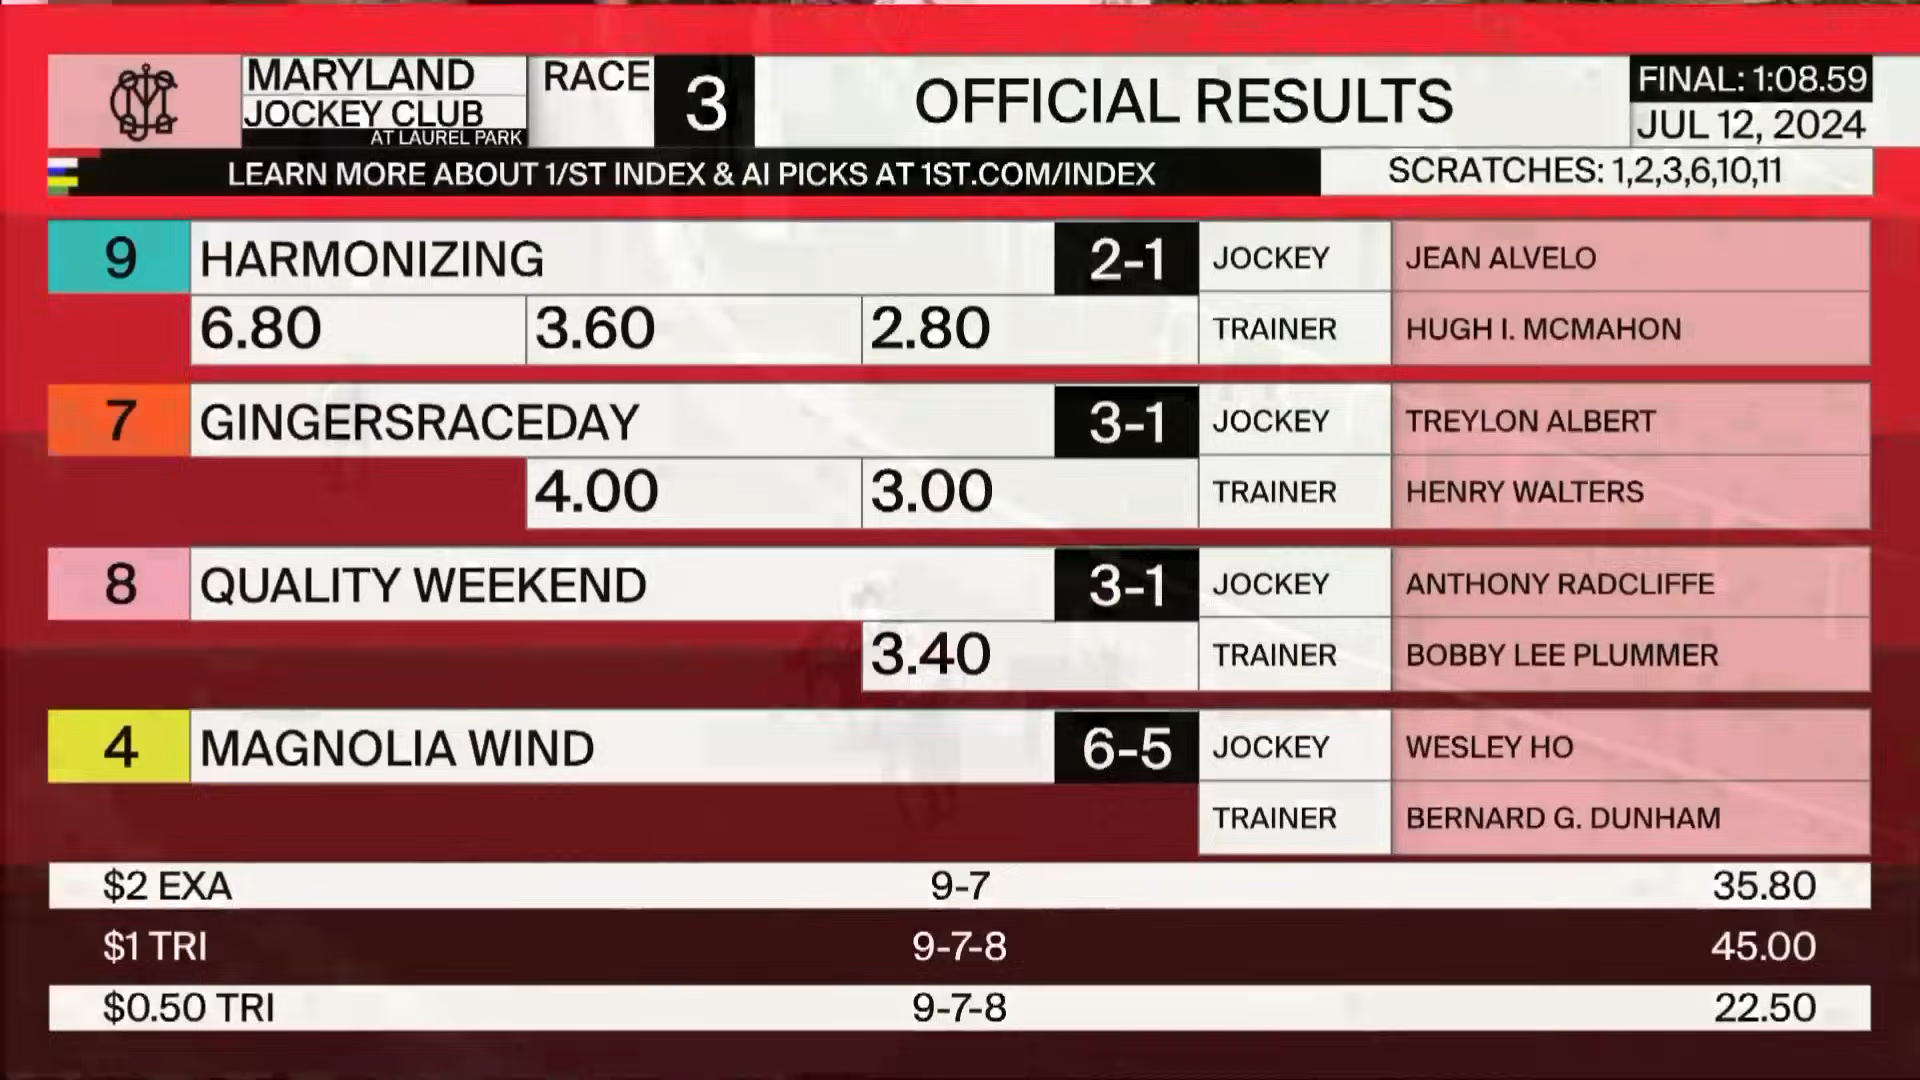 MARYLAND
JOCKEY CLUB
AT LAUREL PARK
RACE 3
OFFICIAL RESULTS
FINAL: 1:08.59
JUL 12, 2024
LEARN MORE ABOUT 1/ST INDEX & AI PICKS AT 1ST.COM/INDEX
SCRATCHES: 1,2,3,6,10,11
9 HARMONIZING 2-1 JOCKEY JEAN ALVELO
6.80 3.60 2.80 TRAINER HUGH I. MCMAHON
7 GINGERSRACEDAY 3-1 JOCKEY TREYLON ALBERT
4.00 3.00 TRAINER HENRY WALTERS
8 QUALITY WEEKEND 3-1 JOCKEY ANTHONY RADCLIFFE
3.40 TRAINER BOBBY LEE PLUMMER
4 MAGNOLIA WIND 6-5 JOCKEY WESLEY HO
TRAINER BERNARD G. DUNHAM
$2 EXA 9-7 35.80
$1 TRI 9-7-8 45.00
$0.50 TRI 9-7-8 22.50